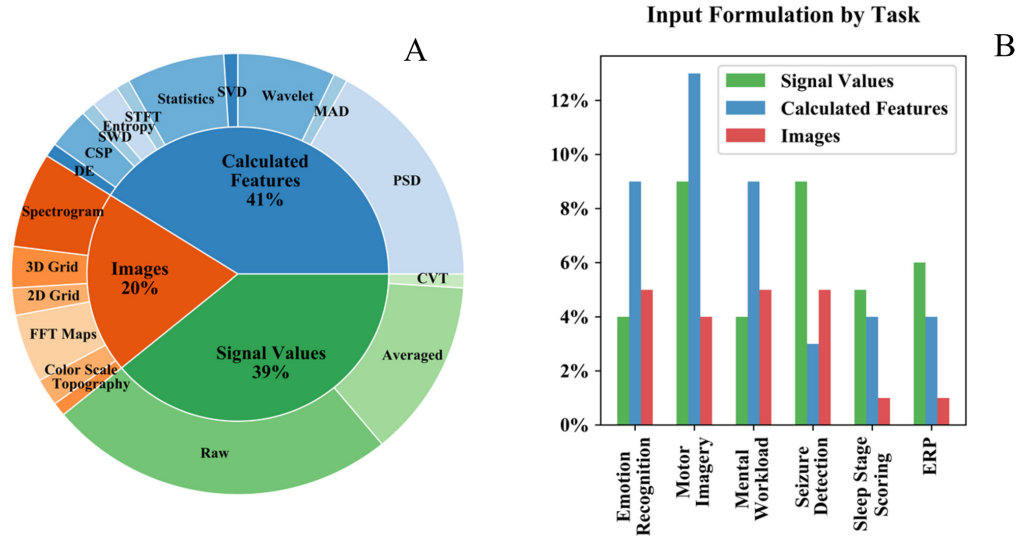 A
SVD
Wavelet
Statistics
MAD
STFT
Entropy
SWD
CSP
DE
PSD
Calculated
Features
41%
Spectrogram
3D Grid
2D Grid
FFT Maps
Color Scale
Topography
Images
20%
CVT
Averaged
Signal Values
39%
Raw
Input Formulation by Task
B
Signal Values
Calculated Features
Images
12%
10%
8%
6%
4%
2%
0%
Emotion
Recognition
Motor
Imagery
Mental
Workload
Seizure
Detection
Sleep Stage
Scoring
ERP